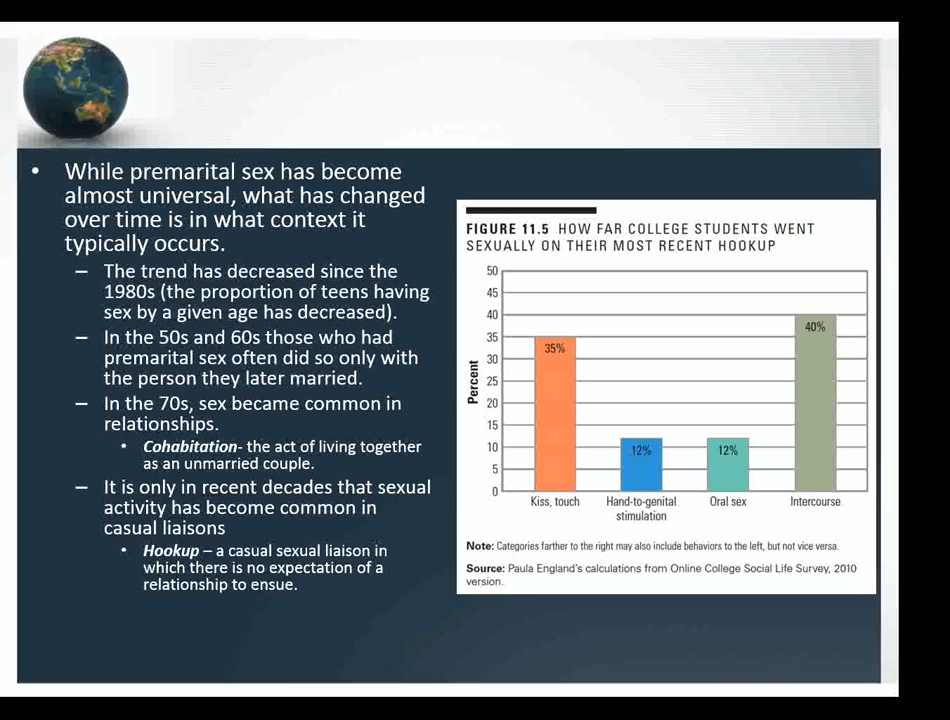 • While premarital sex has become
almost universal, what has changed
over time is in what context it
typically occurs.
– The trend has decreased since the
1980s (the proportion of teens having
sex by a given age has decreased).
– In the 50s and 60s those who had
premarital sex often did so only with
the person they later married.
– In the 70s, sex became common in
relationships.
• Cohabitation- the act of living together
as an unmarried couple.
– It is only in recent decades that sexual
activity has become common in
casual liaisons
• Hookup – a casual sexual liaison in
which there is no expectation of a
relationship to ensue.
FIGURE 11.5 HOW FAR COLLEGE STUDENTS WENT
SEXUALLY ON THEIR MOST RECENT HOOKUP
Percent
50
45
40
35
30
25
20
15
10
5
0
35%
12%
12%
40%
Kiss, touch
Hand-to-genital
stimulation
Oral sex
Intercourse
Note: Categories farther to the right may also include behaviors to the left, but not vice versa.
Source: Paula England's calculations from Online College Social Life Survey, 2010
version.